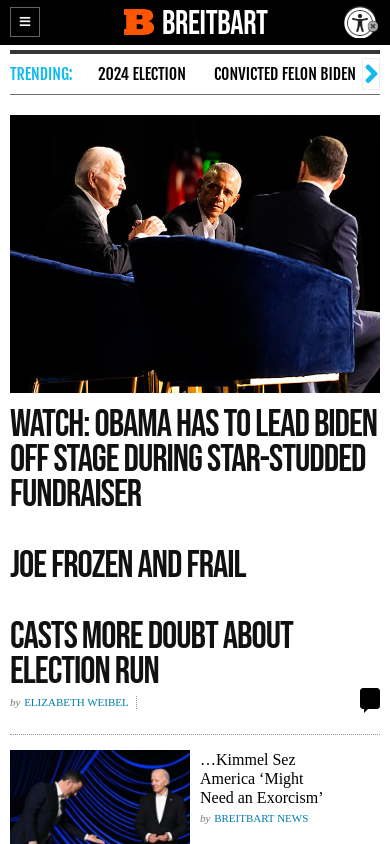 BREITBART
TRENDING: 2024 ELECTION CONVICTED FELON BIDEN
WATCH: OBAMA HAS TO LEAD BIDEN
OFF STAGE DURING STAR-STUDDED
FUNDRAISER
JOE FROZEN AND FRAIL
CASTS MORE DOUBT ABOUT
ELECTION RUN
by ELIZABETH WEIBEL
…Kimmel Sez
America ‘Might
Need an Exorcism’
by BREITBART NEWS